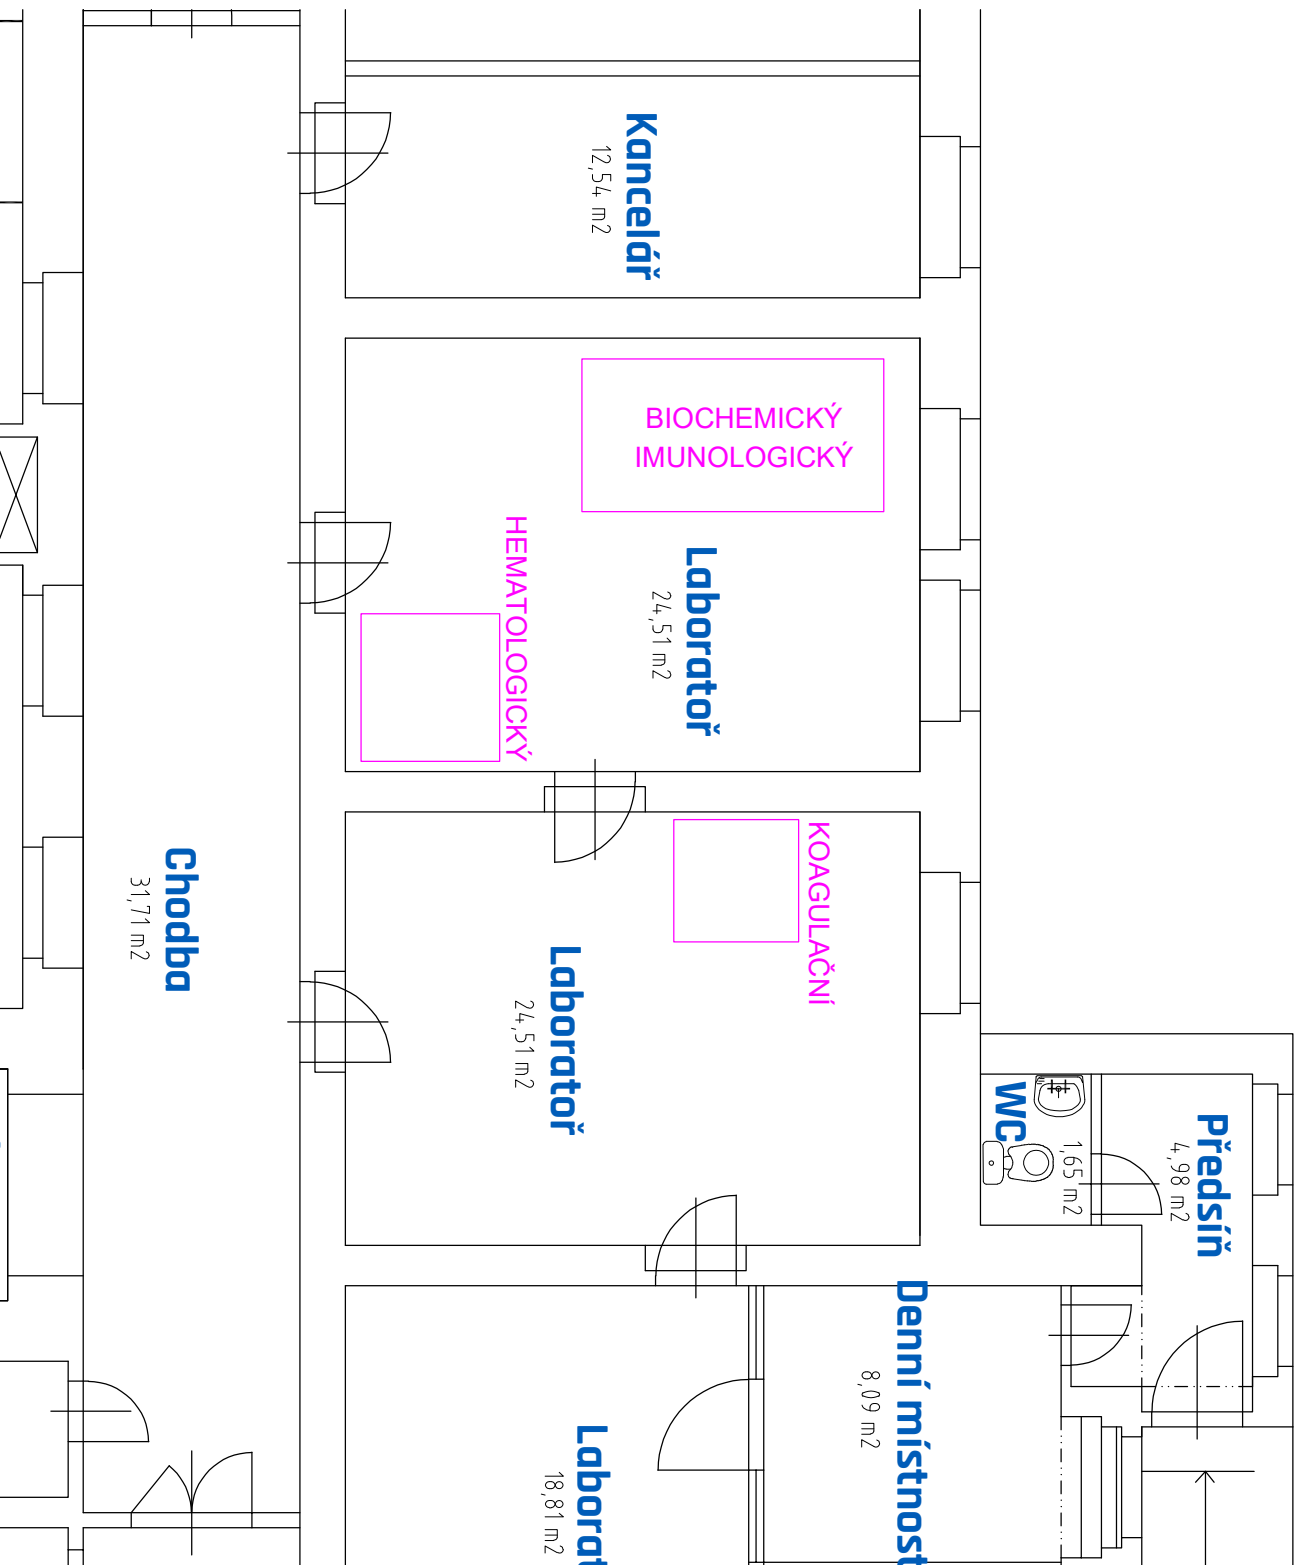 Kancelář
12,54 m2
BIOCHEMICKÝ
IMUNOLOGICKÝ
HEMATOLOGICKÝ
Laboratoř
24,51 m2
KOAGULAČNÍ
Laboratoř
24,51 m2
Chodba
31,71 m2
WC
1,65 m2
Předsíň
4,98 m2
Denní místnost
8,09 m2
Laborat
18,81 m2